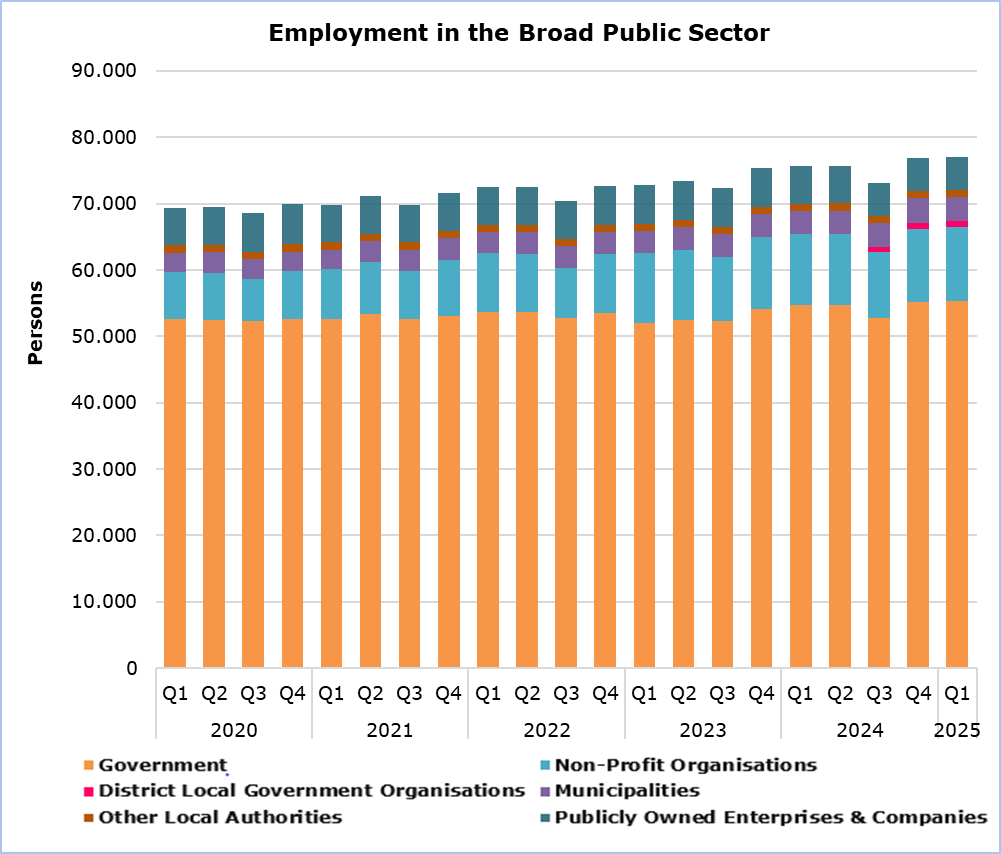 Employment in the Broad Public Sector
90.000
80.000
70.000
60.000
50.000
40.000
30.000
20.000
10.000
0
Persons
Q1 Q2 Q3 Q4 Q1 Q2 Q3 Q4 Q1 Q2 Q3 Q4 Q1 Q2 Q3 Q4 Q1 Q2 Q3 Q4 Q1
2020 2021 2022 2023 2024 2025
Government Non-Profit Organisations
District Local Government Organisations Municipalities
Other Local Authorities Publicly Owned Enterprises & Companies